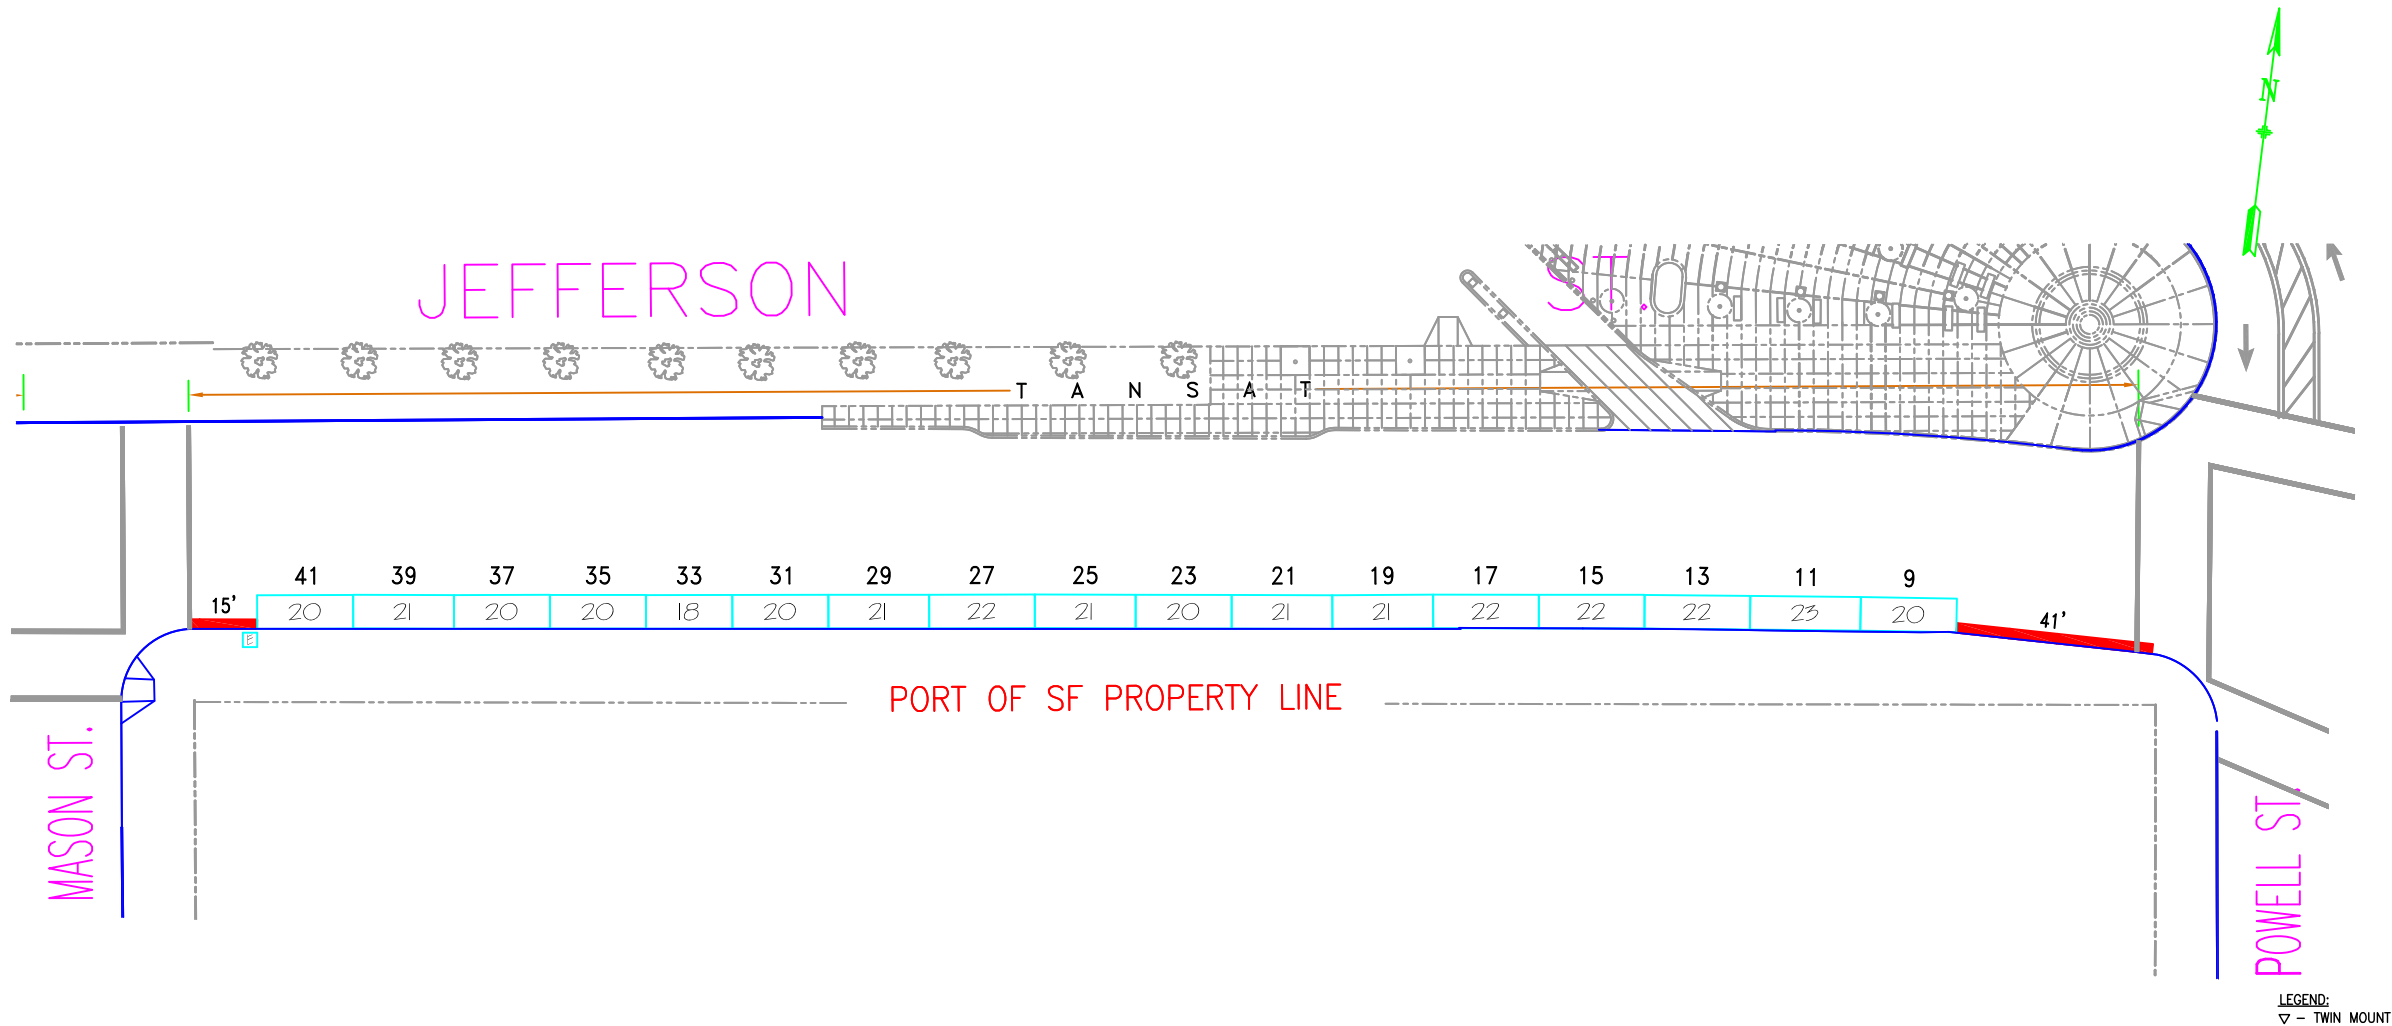 N
JEFFERSON ST.
T A N S A T
41 39 37 35 33 31 29 27 25 23 21 19 17 15 13 11 9
15' 20 21 20 20 18 20 21 22 21 20 21 21 22 22 22 23 20 41'
E
PORT OF SF PROPERTY LINE
MASON ST.
POWELL ST.
LEGEND:
▽ – TWIN MOUNT